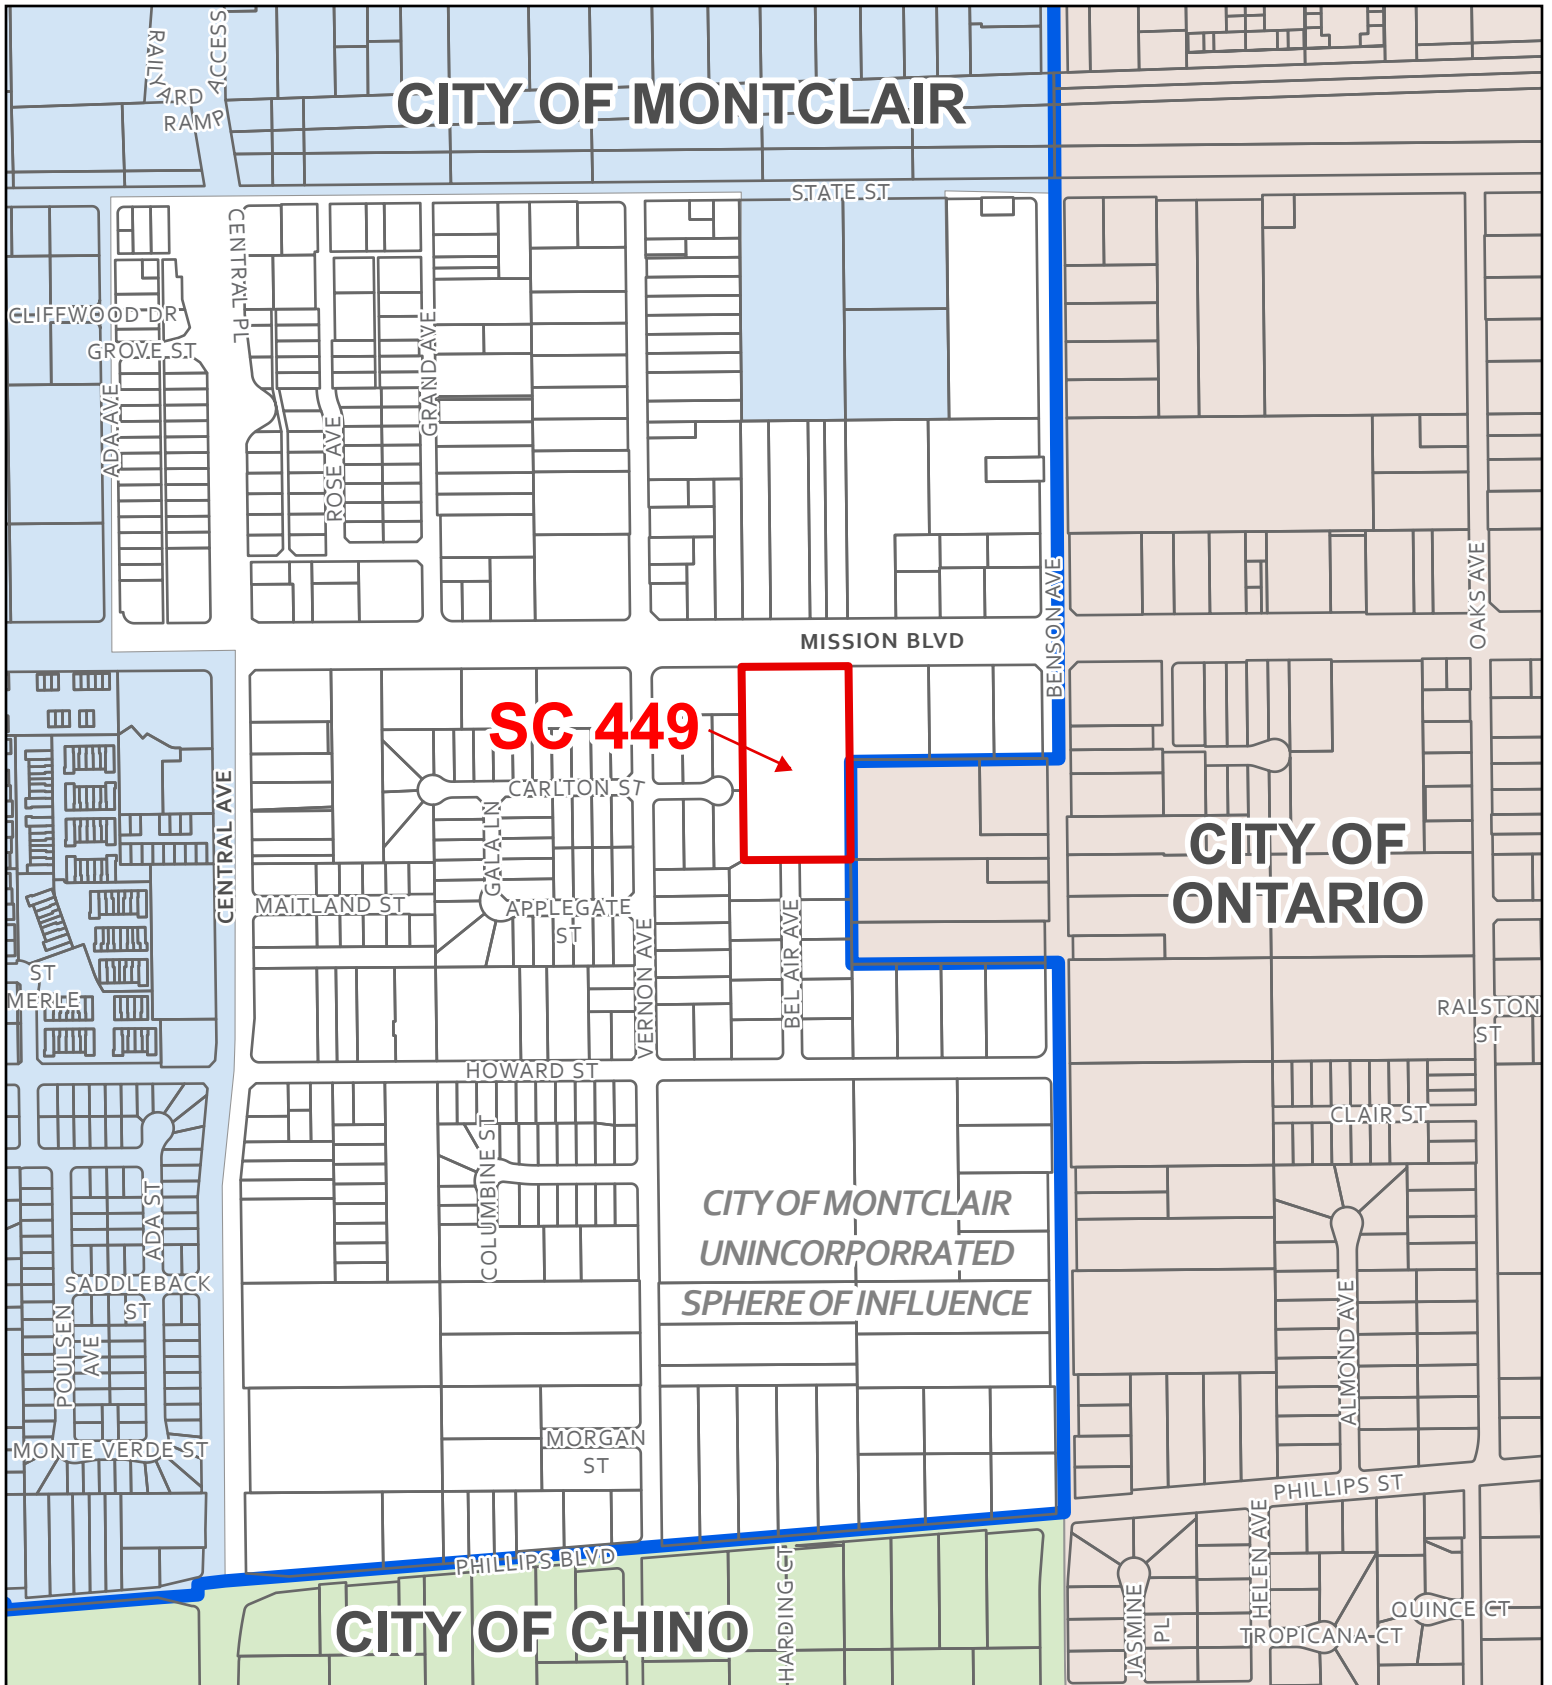 RAILYARD
RAMP
ACCESS
CITY OF MONTCLAIR
STATE ST
CENTRAL PL
CLIFFWOOD DR
GROVE ST
ADA AVE
ROSE AVE
GRAND AVE
BENSON AVE
OAKS AVE
MISSION BLVD
SC 449
CARLTON ST
CENTRAL AVE
GALA LN
CITY OF
ONTARIO
MAITLAND ST
APPLEGATE
ST
VERNON AVE
BEL AIR AVE
ST
MERLE
RALSTON
ST
HOWARD ST
CLAIR ST
COLUMBINE ST
ADA ST
CITY OF MONTCLAIR
UNINCORPORRATED
SPHERE OF INFLUENCE
SADDLEBACK
ST
POULSEN
AVE
ALMOND AVE
MONTE VERDE ST
MORGAN
ST
PHILLIPS ST
PHILLIPS BLVD
HARDING CT
HELEN AVE
JASMINE
PL
CITY OF CHINO
QUINCE CT
TROPICANA CT